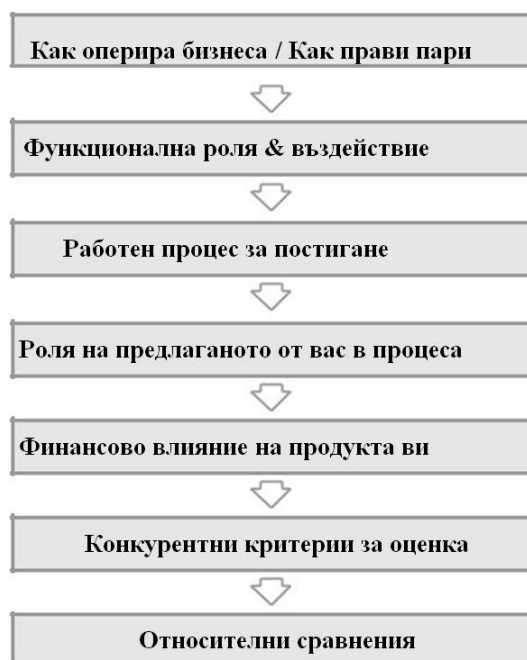 Как оперира бизнеса / Как прави пари
Функционална роля & въздействие
Работен процес за постигане
Роля на предлаганото от вас в процеса
Финансово влияние на продукта ви
Конкурентни критерии за оценка
Относителни сравнения